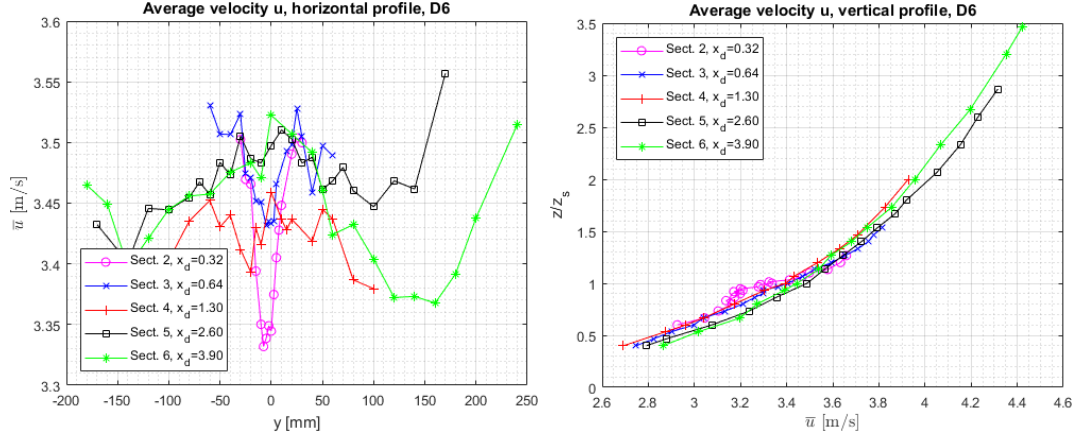 Average velocity u, horizontal profile, D6
3.6
3.55
3.5
3.45
3.4
3.35
3.3
u̅ [m/s]
Sect. 2, x_d=0.32
Sect. 3, x_d=0.64
Sect. 4, x_d=1.30
Sect. 5, x_d=2.60
Sect. 6, x_d=3.90
-200 -150 -100 -50 0 50 100 150 200 250
y [mm]
Average velocity u, vertical profile, D6
3.5
3
2.5
2
1.5
1
0.5
0
z/z_s
Sect. 2, x_d=0.32
Sect. 3, x_d=0.64
Sect. 4, x_d=1.30
Sect. 5, x_d=2.60
Sect. 6, x_d=3.90
2.6 2.8 3 3.2 3.4 3.6 3.8 4 4.2 4.4 4.6
u̅ [m/s]